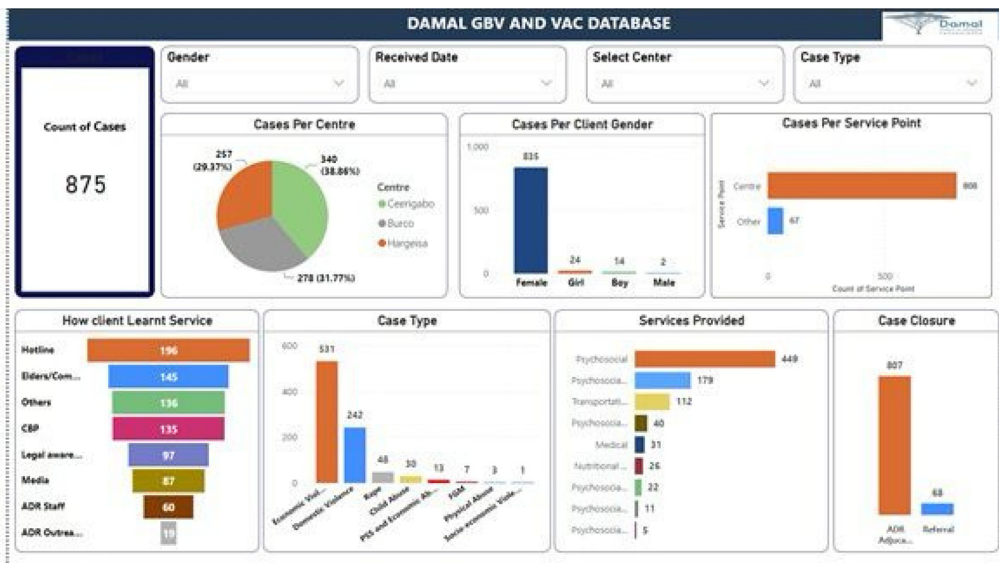 DAMAL GBV AND VAC DATABASE
Damal
Gender
All
Received Date
All
Select Center
All
Case Type
All
Count of Cases
875
Cases Per Centre
257
(29.37%)
340
(38.86%)
278 (31.77%)
Centre
Ceerigabo
Burco
Hargeisa
Cases Per Client Gender
1,000
500
0
835
24
14
2
Female
Girl
Boy
Male
Cases Per Service Point
Service Point
Centre
808
Other
67
0
500
Count of Service Point
How client Learnt Service
Hotline
196
Elders/Com...
145
Others
136
CBP
135
Legal aware...
97
Media
87
ADR Staff
60
ADR Outrea...
19
Case Type
600
400
200
0
531
242
48
30
13
7
3
1
Economic Viol...
Domestic Violence
Rape
Child Abuse
PSS and Economic Ab...
FGM
Physical Abuse
Socio-economic Viole...
Services Provided
Psychosocial
449
Psychosocia...
179
Transportati...
112
Psychosocia...
40
Medical
31
Nutritional ...
26
Psychosocia...
22
Psychosocia...
11
Psychosocia...
5
Case Closure
807
68
ADR
Adjuca...
Referral